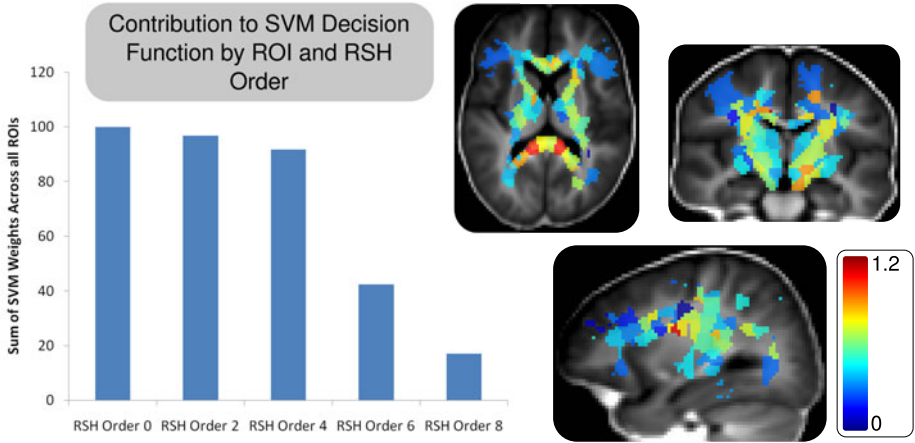 Contribution to SVM Decision
Function by ROI and RSH
Order
Sum of SVM Weights Across all ROIs
120
100
80
60
40
20
0
RSH Order 0 RSH Order 2 RSH Order 4 RSH Order 6 RSH Order 8
1.2
0